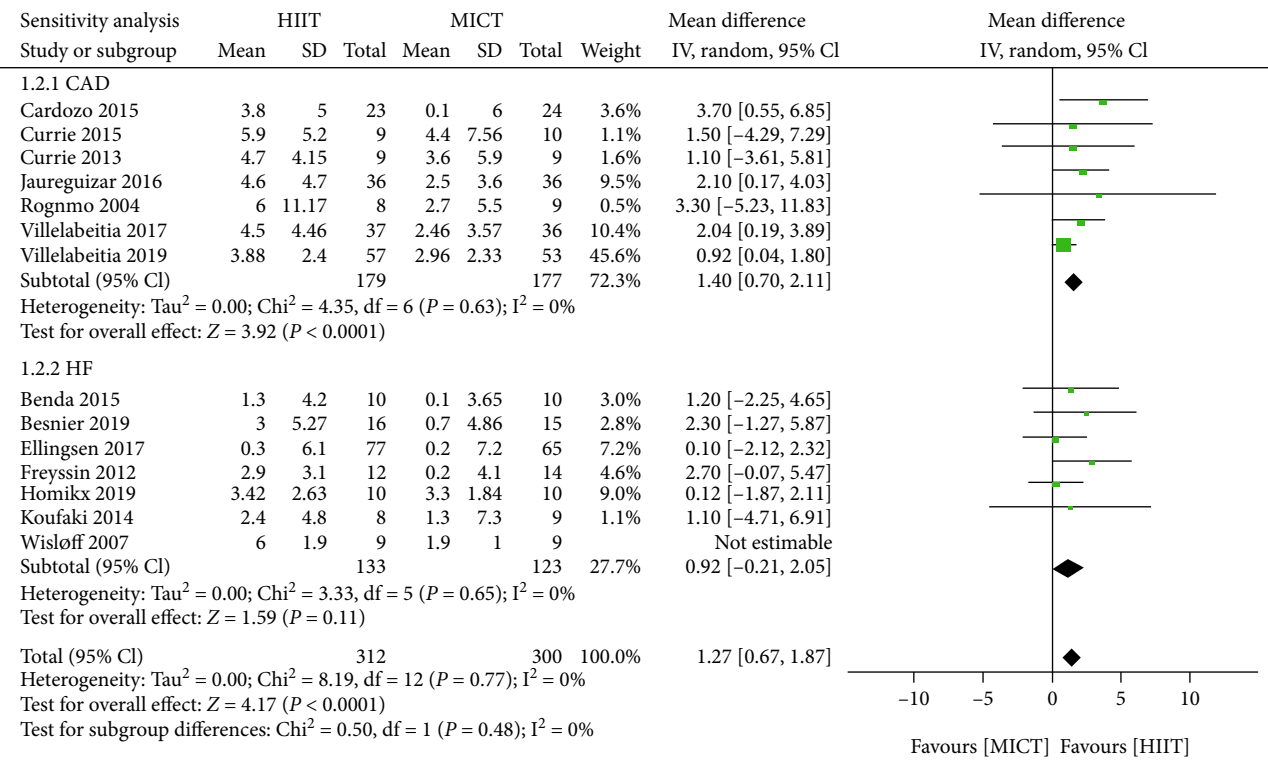 Sensitivity analysis HIIT MICT Mean difference Mean difference
Study or subgroup Mean SD Total Mean SD Total Weight IV, random, 95% Cl IV, random, 95% Cl
1.2.1 CAD
Cardozo 2015 3.8 5 23 0.1 6 24 3.6% 3.70 [0.55, 6.85]
Currie 2015 5.9 5.2 9 4.4 7.56 10 1.1% 1.50 [–4.29, 7.29]
Currie 2013 4.7 4.15 9 3.6 5.9 9 1.6% 1.10 [–3.61, 5.81]
Jaureguizar 2016 4.6 4.7 36 2.5 3.6 36 9.5% 2.10 [0.17, 4.03]
Rognmo 2004 6 11.17 8 2.7 5.5 9 0.5% 3.30 [–5.23, 11.83]
Villelabeitia 2017 4.5 4.46 37 2.46 3.57 36 10.4% 2.04 [0.19, 3.89]
Villelabeitia 2019 3.88 2.4 57 2.96 2.33 53 45.6% 0.92 [0.04, 1.80]
Subtotal (95% Cl) 179 177 72.3% 1.40 [0.70, 2.11]
Heterogeneity: Tau² = 0.00; Chi² = 4.35, df = 6 (P = 0.63); I² = 0%
Test for overall effect: Z = 3.92 (P < 0.0001)
1.2.2 HF
Benda 2015 1.3 4.2 10 0.1 3.65 10 3.0% 1.20 [–2.25, 4.65]
Besnier 2019 3 5.27 16 0.7 4.86 15 2.8% 2.30 [–1.27, 5.87]
Ellingsen 2017 0.3 6.1 77 0.2 7.2 65 7.2% 0.10 [–2.12, 2.32]
Freyssin 2012 2.9 3.1 12 0.2 4.1 14 4.6% 2.70 [–0.07, 5.47]
Homikx 2019 3.42 2.63 10 3.3 1.84 10 9.0% 0.12 [–1.87, 2.11]
Koufaki 2014 2.4 4.8 8 1.3 7.3 9 1.1% 1.10 [–4.71, 6.91]
Wisløff 2007 6 1.9 9 1.9 1 9 Not estimable
Subtotal (95% Cl) 133 123 27.7% 0.92 [–0.21, 2.05]
Heterogeneity: Tau² = 0.00; Chi² = 3.33, df = 5 (P = 0.65); I² = 0%
Test for overall effect: Z = 1.59 (P = 0.11)
Total (95% Cl) 312 300 100.0% 1.27 [0.67, 1.87]
Heterogeneity: Tau² = 0.00; Chi² = 8.19, df = 12 (P = 0.77); I² = 0%
Test for overall effect: Z = 4.17 (P < 0.0001)
Test for subgroup differences: Chi² = 0.50, df = 1 (P = 0.48); I² = 0%
–10 –5 0 5 10
Favours [MICT] Favours [HIIT]